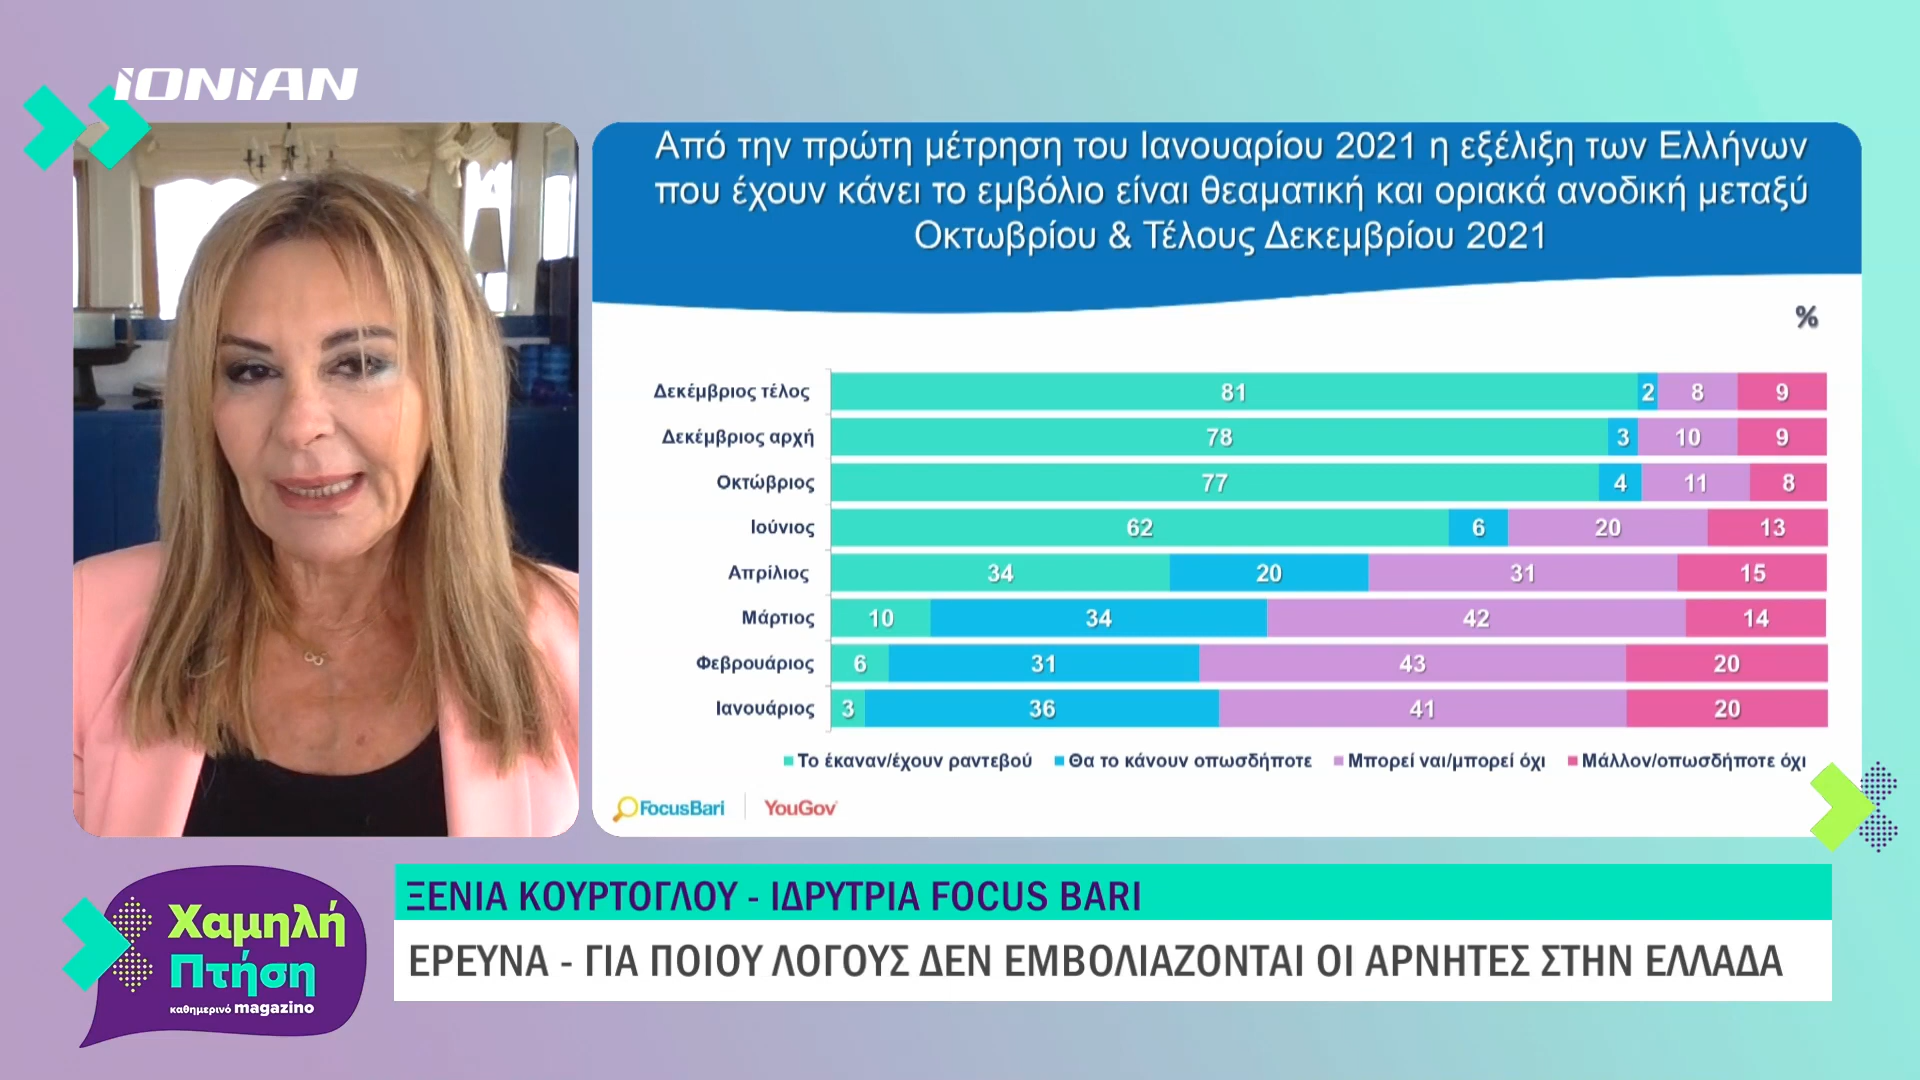 iONiAN
Από την πρώτη μέτρηση του Ιανουαρίου 2021 η εξέλιξη των Ελλήνων
που έχουν κάνει το εμβόλιο είναι θεαματική και οριακά ανοδική μεταξύ
Οκτωβρίου & Τέλους Δεκεμβρίου 2021
%
Δεκέμβριος τέλος 81 2 8 9
Δεκέμβριος αρχή 78 3 10 9
Οκτώβριος 77 4 11 8
Ιούνιος 62 6 20 13
Απρίλιος 34 20 31 15
Μάρτιος 10 34 42 14
Φεβρουάριος 6 31 43 20
Ιανουάριος 3 36 41 20
Το έκαναν/έχουν ραντεβού Θα το κάνουν οπωσδήποτε Μπορεί ναι/μπορεί όχι Μάλλον/οπωσδήποτε όχι
FocusBari YouGov
ΞΕΝΙΑ ΚΟΥΡΤΟΓΛΟΥ - ΙΔΡΥΤΡΙΑ FOCUS BARI
ΕΡΕΥΝΑ - ΓΙΑ ΠΟΙΟΥ ΛΟΓΟΥΣ ΔΕΝ ΕΜΒΟΛΙΑΖΟΝΤΑΙ ΟΙ ΑΡΝΗΤΕΣ ΣΤΗΝ ΕΛΛΑΔΑ
Χαμηλή
Πτήση
καθημερινό magazino